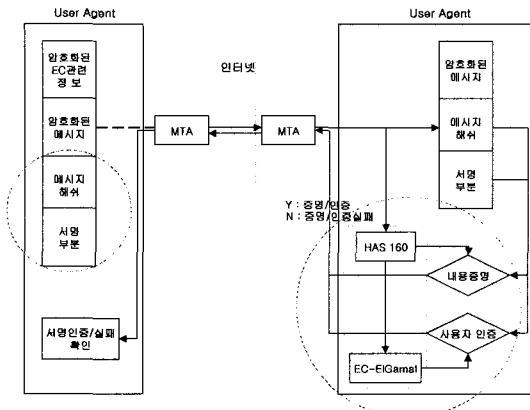 User Agent
암호화된
EC관련
정 보
암호화된
메시지
메시지
해쉬
서명
부분
서명인증/실패
확인
인터넷
MTA
MTA
User Agent
암호화된
메시지
메시지
해쉬
서명
부분
Y : 증명/인증
N : 증명/인증실패
HAS 160
내용증명
사용자 인증
EC-ElGamal